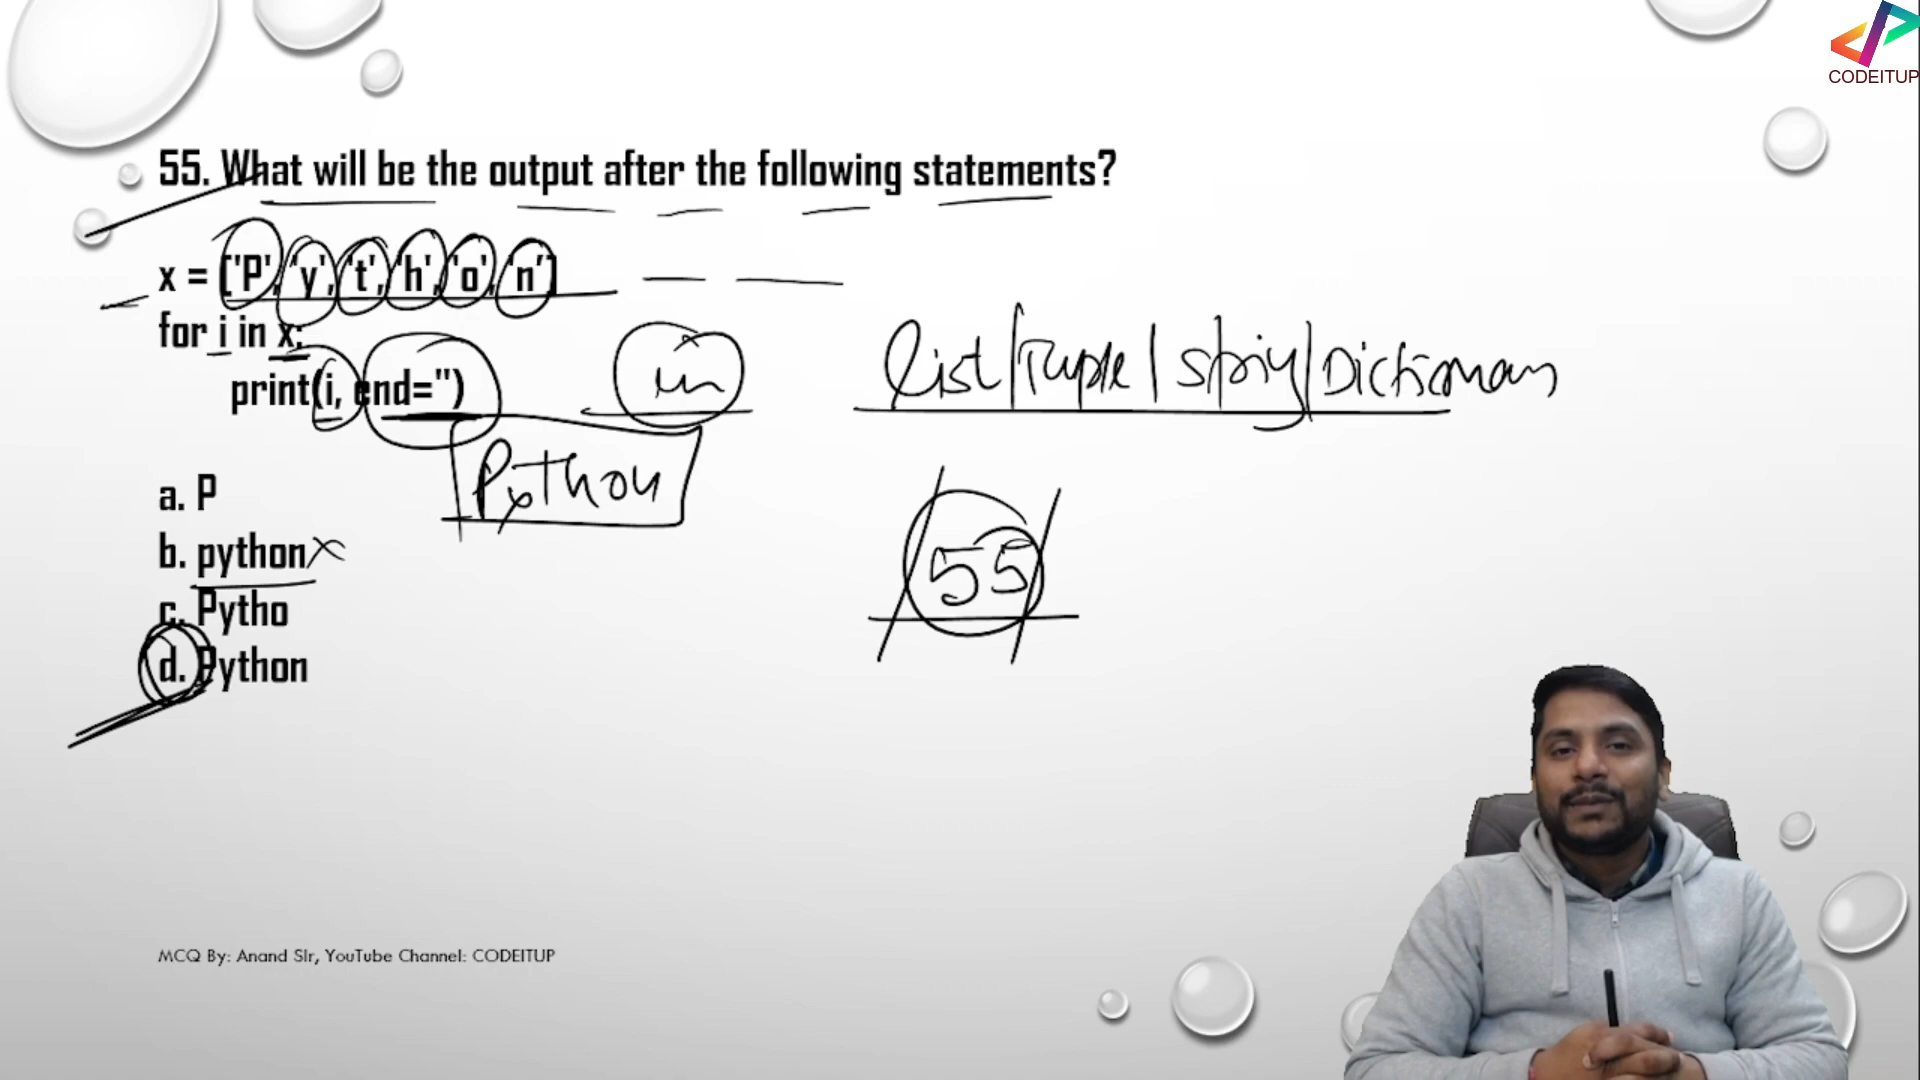 CODEITUP
55. What will be the output after the following statements?
x = ['P', 'y', 't', 'h', 'o', 'n']
for i in x:
print(i, end='')
in
list/Tuple/String/Dictionary
Python
a. P
b. python x
c. Pytho
d. Python
55
MCQ By: Anand Sir, YouTube Channel: CODEITUP